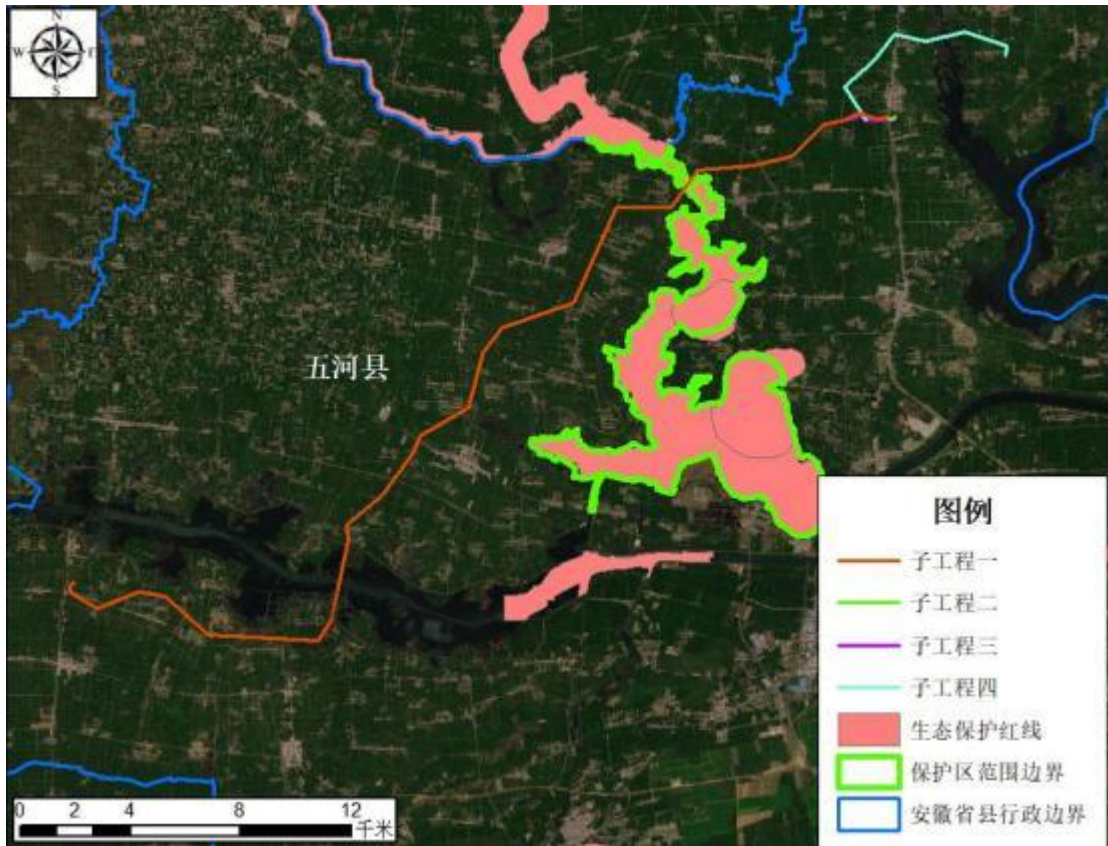 N
W E
S
五河县
图例
子工程一
子工程二
子工程三
子工程四
生态保护红线
保护区范围边界
安徽省县行政边界
0 2 4 8 12
千米